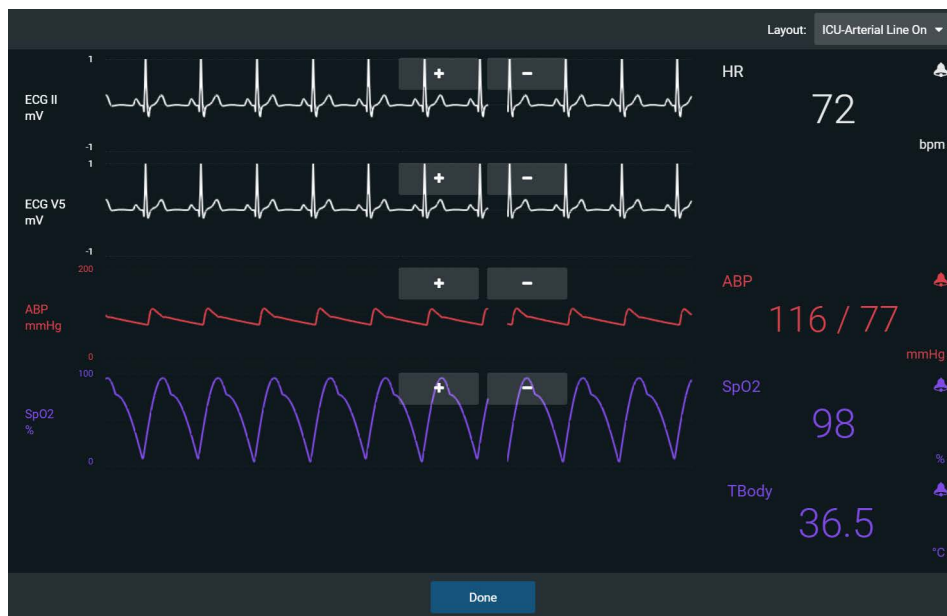 Layout: ICU-Arterial Line On
1
ECG II
mV
-1
+ −
HR
72
bpm
1
ECG V5
mV
-1
+ −
200
ABP
mmHg
0
+ −
ABP
116 / 77
mmHg
100
SpO2
%
0
+ −
SpO2
98
%
TBody
36.5
°C
Done